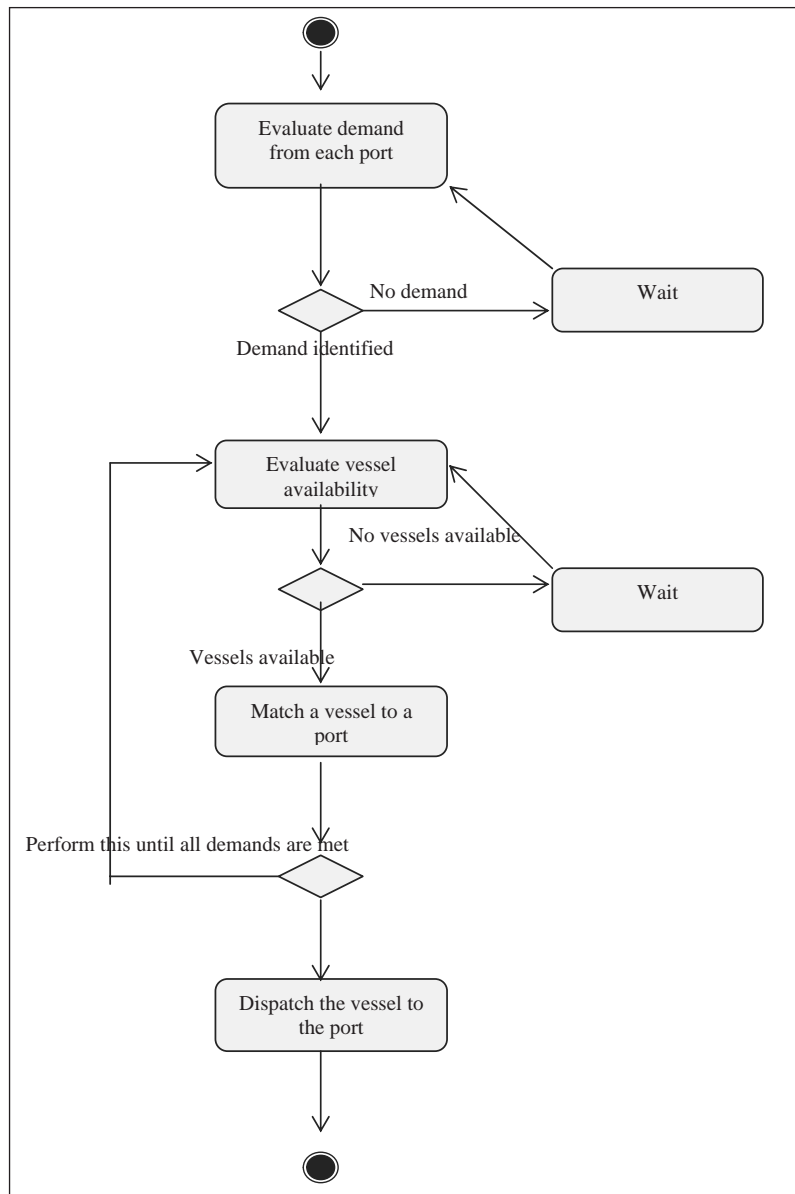 Evaluate demand
from each port
No demand
Wait
Demand identified
Evaluate vessel
availability
No vessels available
Wait
Vessels available
Match a vessel to a
port
Perform this until all demands are met
Dispatch the vessel to
the port